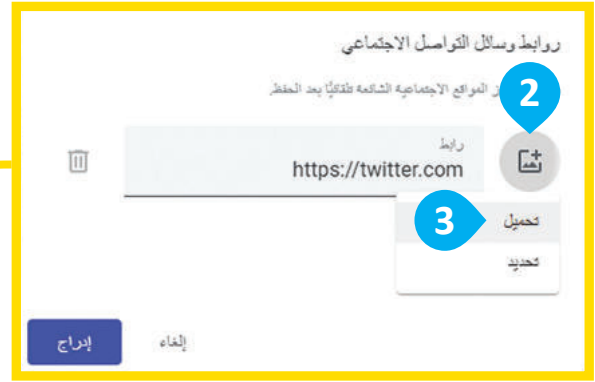 روابط وسائل التواصل الاجتماعي
المواقع الاجتماعية الشائعة تلقائيًا بعد الحفظ
2
رابط
https://twitter.com
3
تحميل
تحديد
إلغاء
إدراج